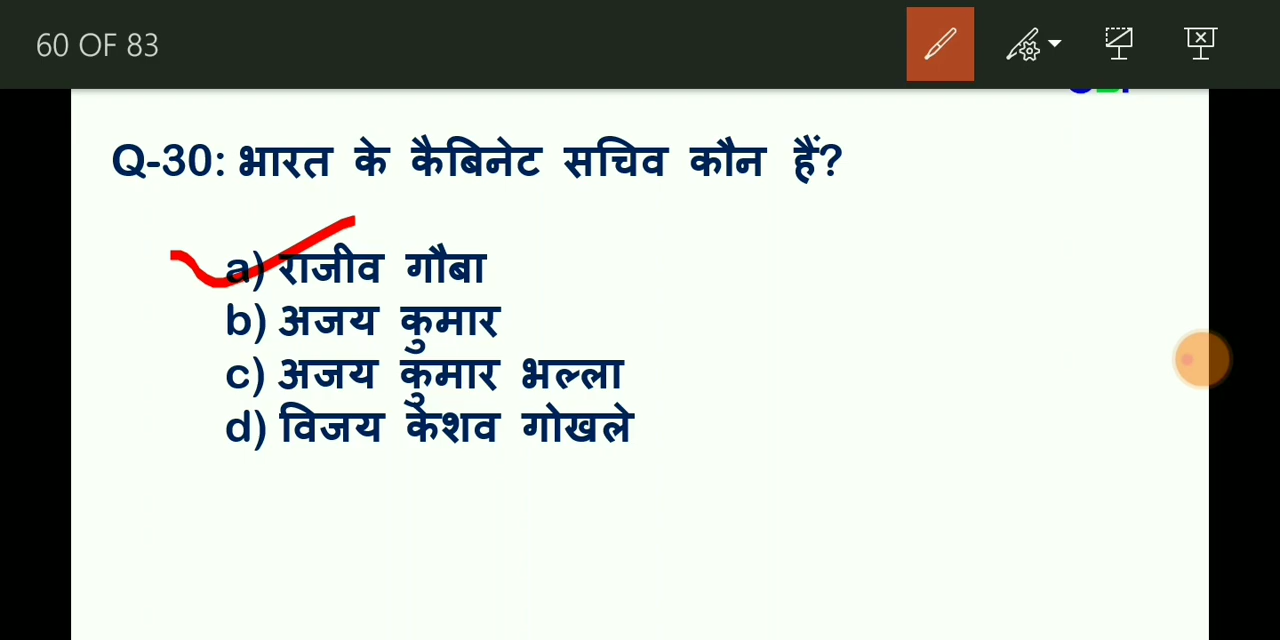 60 OF 83
Q-30: भारत के कैबिनेट सचिव कौन हैं?
a) राजीव गौबा
b) अजय कुमार
c) अजय कुमार भल्ला
d) विजय केशव गोखले